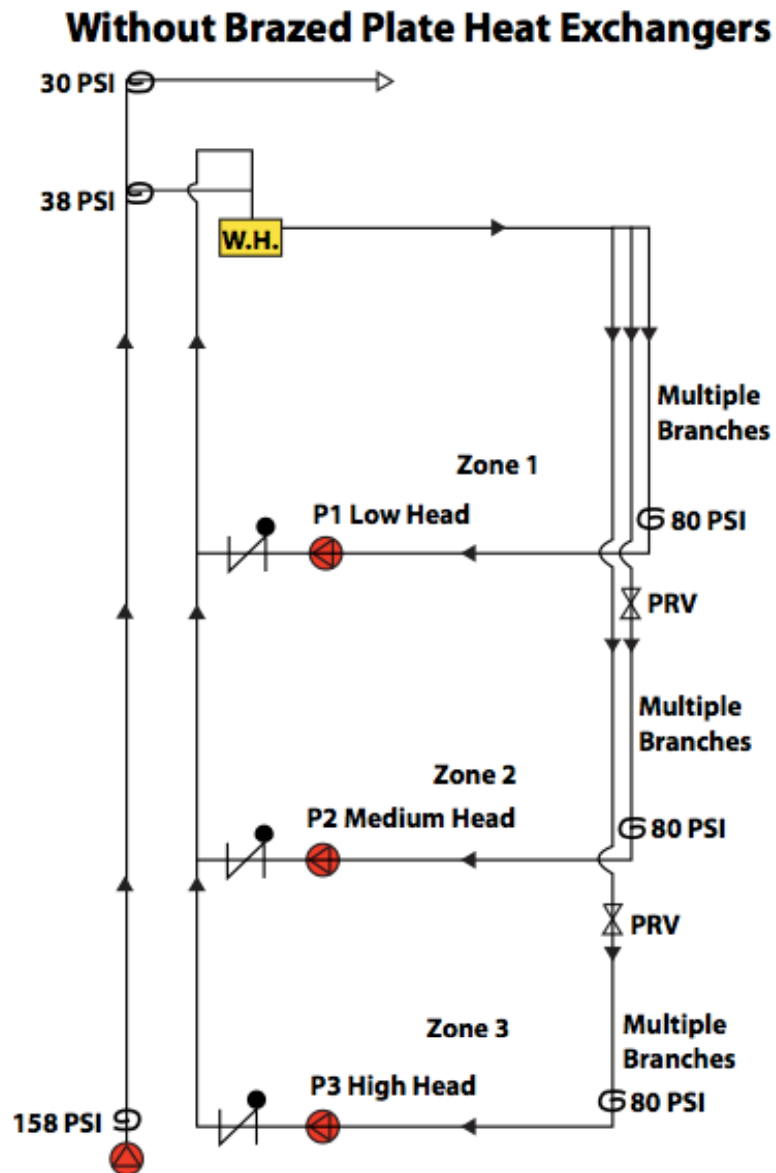 Without Brazed Plate Heat Exchangers
30 PSI
38 PSI
W.H.
Multiple
Branches
Zone 1
P1 Low Head
80 PSI
PRV
Multiple
Branches
Zone 2
P2 Medium Head
80 PSI
PRV
Zone 3
Multiple
Branches
P3 High Head
80 PSI
158 PSI